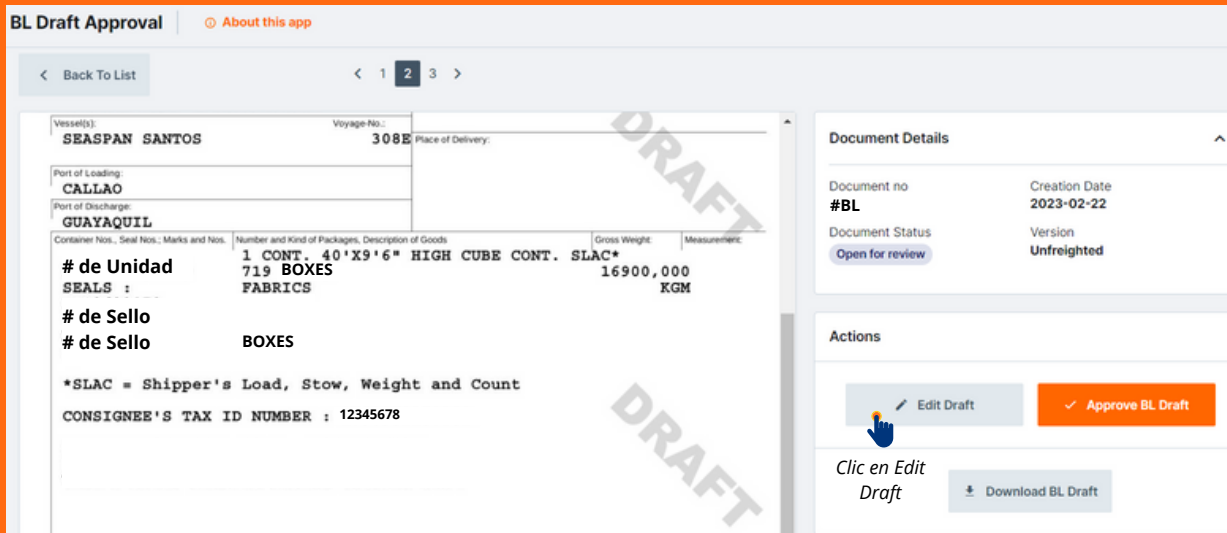 BL Draft Approval
About this app
Back To List
1 2 3
Vessel(s): Voyage-No.:
SEASPAN SANTOS 308E Place of Delivery:
Port of Loading:
CALLAO
Port of Discharge:
GUAYAQUIL
Container Nos., Seal Nos.; Marks and Nos. Number and Kind of Packages, Description of Goods Gross Weight: Measurement:
1 CONT. 40'X9'6" HIGH CUBE CONT. SLAC*
# de Unidad 719 BOXES 16900,000
SEALS : FABRICS KGM
# de Sello
# de Sello BOXES
*SLAC = Shipper's Load, Stow, Weight and Count
CONSIGNEE'S TAX ID NUMBER : 12345678
DRAFT
DRAFT
Document Details
Document no Creation Date
#BL 2023-02-22
Document Status Version
Open for review Unfreighted
Actions
Edit Draft Approve BL Draft
Clic en Edit
Draft
Download BL Draft